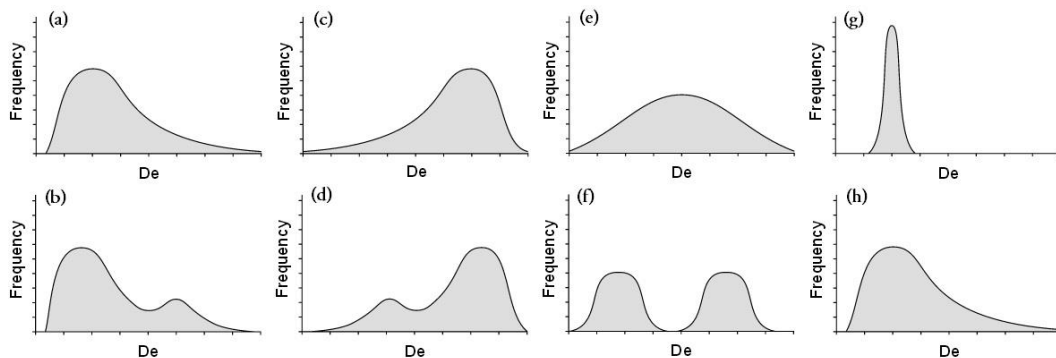 (a)
Frequency
De
(c)
Frequency
De
(e)
Frequency
De
(g)
Frequency
De
(b)
Frequency
De
(d)
Frequency
De
(f)
Frequency
De
(h)
Frequency
De